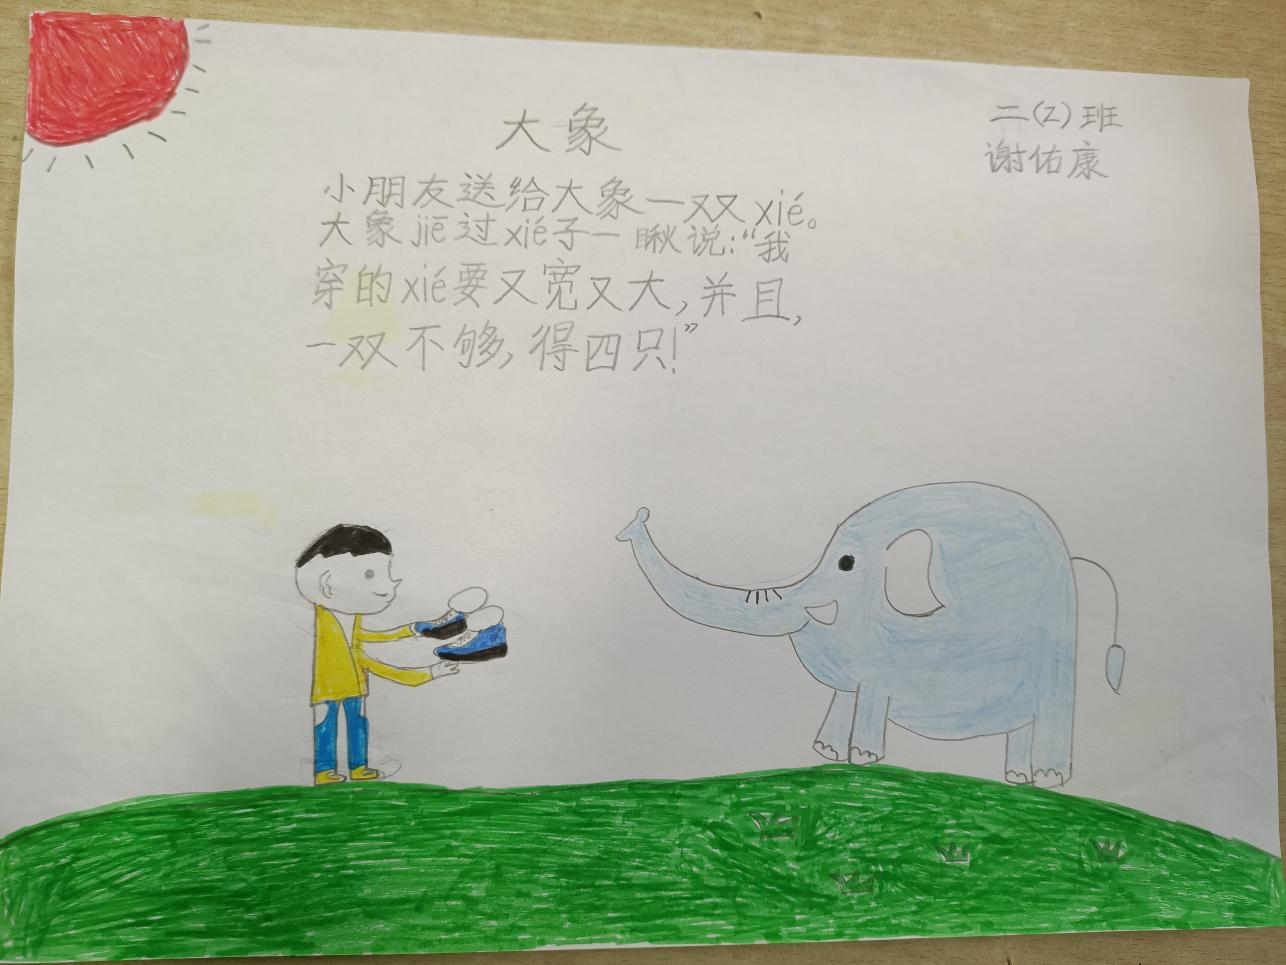 大象
二(2)班
谢佑康
小朋友送给大象一双xié。
大象jiē过xié子一瞅说:“我
穿的xié要又宽又大,并且,
一双不够,得四只!”